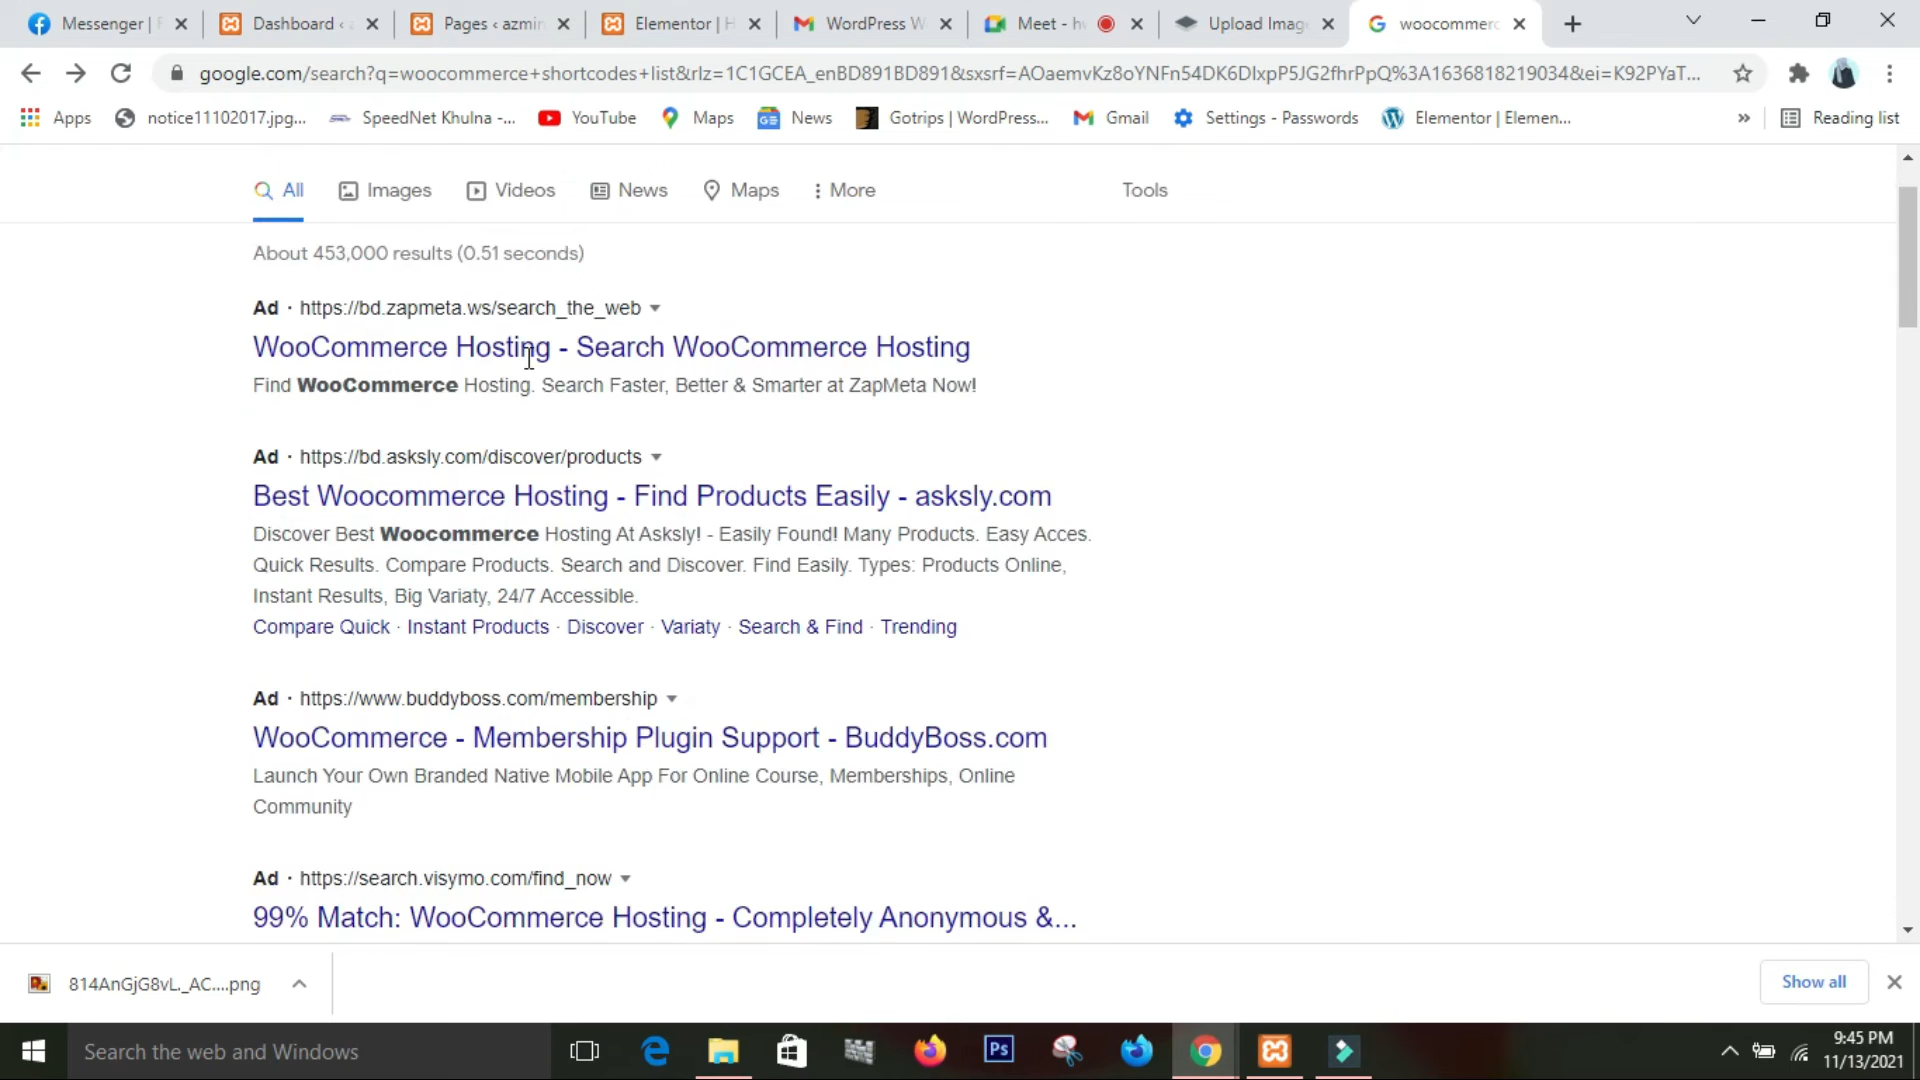 Messenger | F
Dashboard ‹ a
Pages ‹ azmin
Elementor | H
WordPress W
Meet - hv
Upload Imag
woocommerc
google.com/search?q=woocommerce+shortcodes+list&rlz=1C1GCEA_enBD891BD891&sxsrf=AOaemvKz8oYNFn54DK6DIxpP5JG2fhrPpQ%3A1636818219034&ei=K92PYaT...
Apps
notice11102017.jpg...
SpeedNet Khulna -...
YouTube
Maps
News
Gotrips | WordPress...
Gmail
Settings - Passwords
Elementor | Elemen...
»
Reading list
All
Images
Videos
News
Maps
More
Tools
About 453,000 results (0.51 seconds)
Ad · https://bd.zapmeta.ws/search_the_web
WooCommerce Hosting - Search WooCommerce Hosting
Find WooCommerce Hosting. Search Faster, Better & Smarter at ZapMeta Now!
Ad · https://bd.asksly.com/discover/products
Best Woocommerce Hosting - Find Products Easily - asksly.com
Discover Best Woocommerce Hosting At Asksly! - Easily Found! Many Products. Easy Acces.
Quick Results. Compare Products. Search and Discover. Find Easily. Types: Products Online,
Instant Results, Big Variaty, 24/7 Accessible.
Compare Quick · Instant Products · Discover · Variaty · Search & Find · Trending
Ad · https://www.buddyboss.com/membership
WooCommerce - Membership Plugin Support - BuddyBoss.com
Launch Your Own Branded Native Mobile App For Online Course, Memberships, Online
Community
Ad · https://search.visymo.com/find_now
99% Match: WooCommerce Hosting - Completely Anonymous &...
814AnGjG8vL._AC....png
Show all
Search the web and Windows
Ps
9:45 PM
11/13/2021